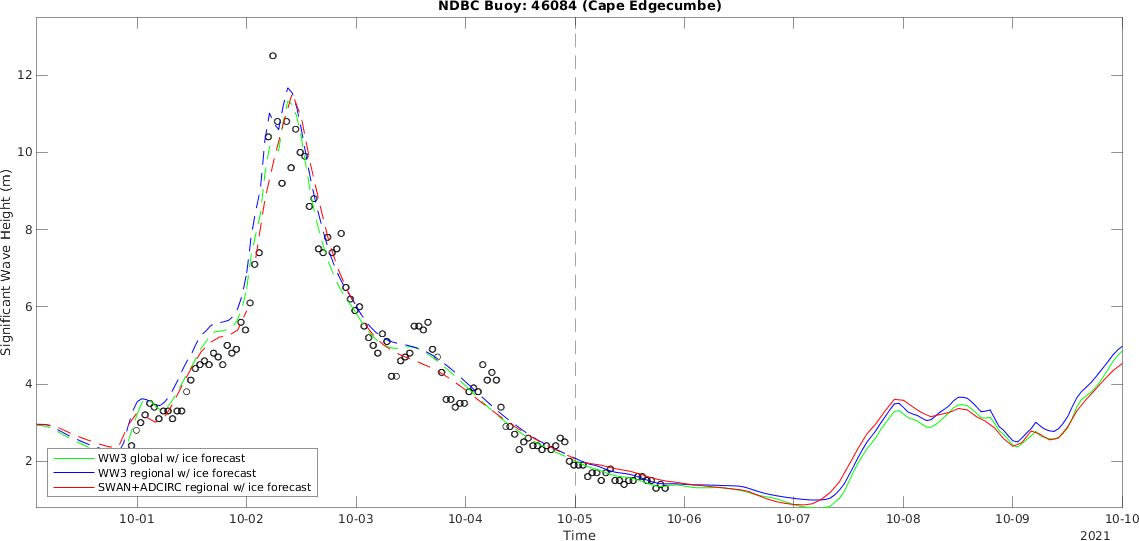 NDBC Buoy: 46084 (Cape Edgecumbe)
Significant Wave Height (m)
12
10
8
6
4
2
WW3 global w/ ice forecast
WW3 regional w/ ice forecast
SWAN+ADCIRC regional w/ ice forecast
10-01 10-02 10-03 10-04 10-05 10-06 10-07 10-08 10-09 10-10
Time
2021